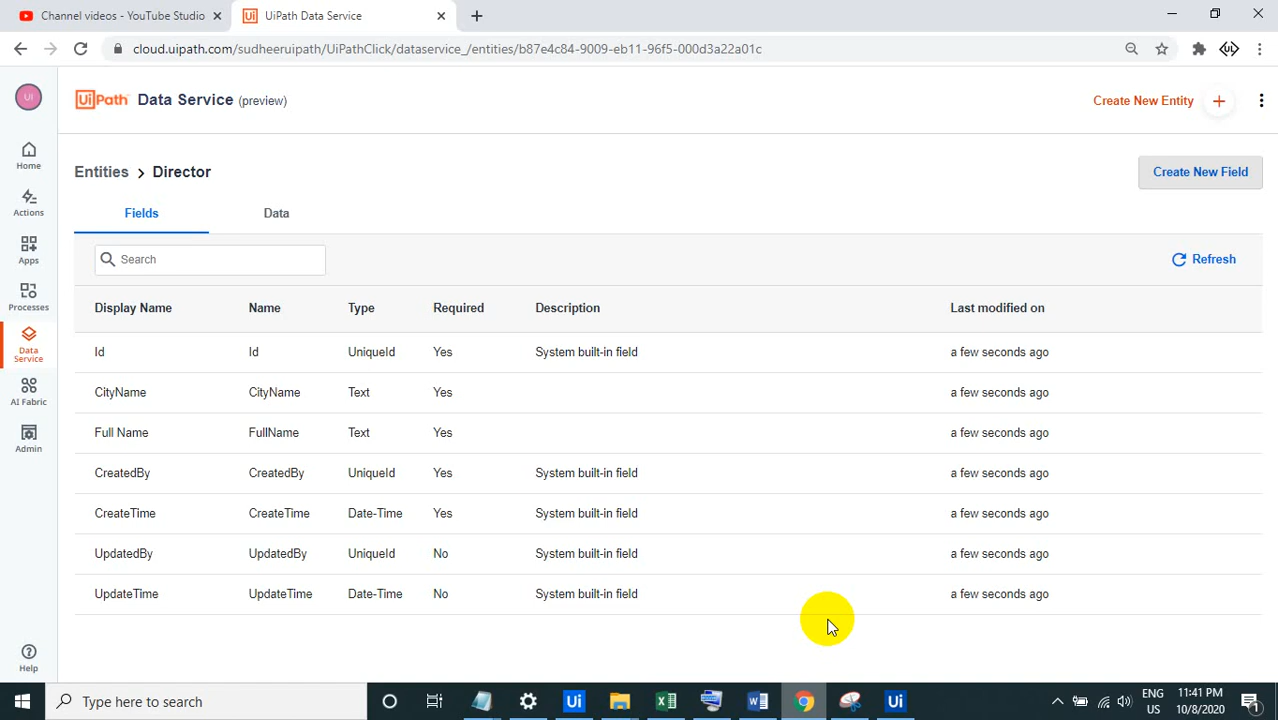 Channel videos - YouTube Studio
UiPath Data Service
cloud.uipath.com/sudheeruipath/UiPathClick/dataservice_/entities/b87e4c84-9009-eb11-96f5-000d3a22a01c
UI
UiPath Data Service (preview)
Create New Entity
Home
Entities > Director
Create New Field
Actions
Fields Data
Apps
Search
Refresh
Processes
Display Name Name Type Required Description Last modified on
Data Service
Id Id UniqueId Yes System built-in field a few seconds ago
AI Fabric
CityName CityName Text Yes a few seconds ago
Full Name FullName Text Yes a few seconds ago
Admin
CreatedBy CreatedBy UniqueId Yes System built-in field a few seconds ago
CreateTime CreateTime Date-Time Yes System built-in field a few seconds ago
UpdatedBy UpdatedBy UniqueId No System built-in field a few seconds ago
UpdateTime UpdateTime Date-Time No System built-in field a few seconds ago
Help
Type here to search
Ui
Ui
ENG
US
11:41 PM
10/8/2020
1